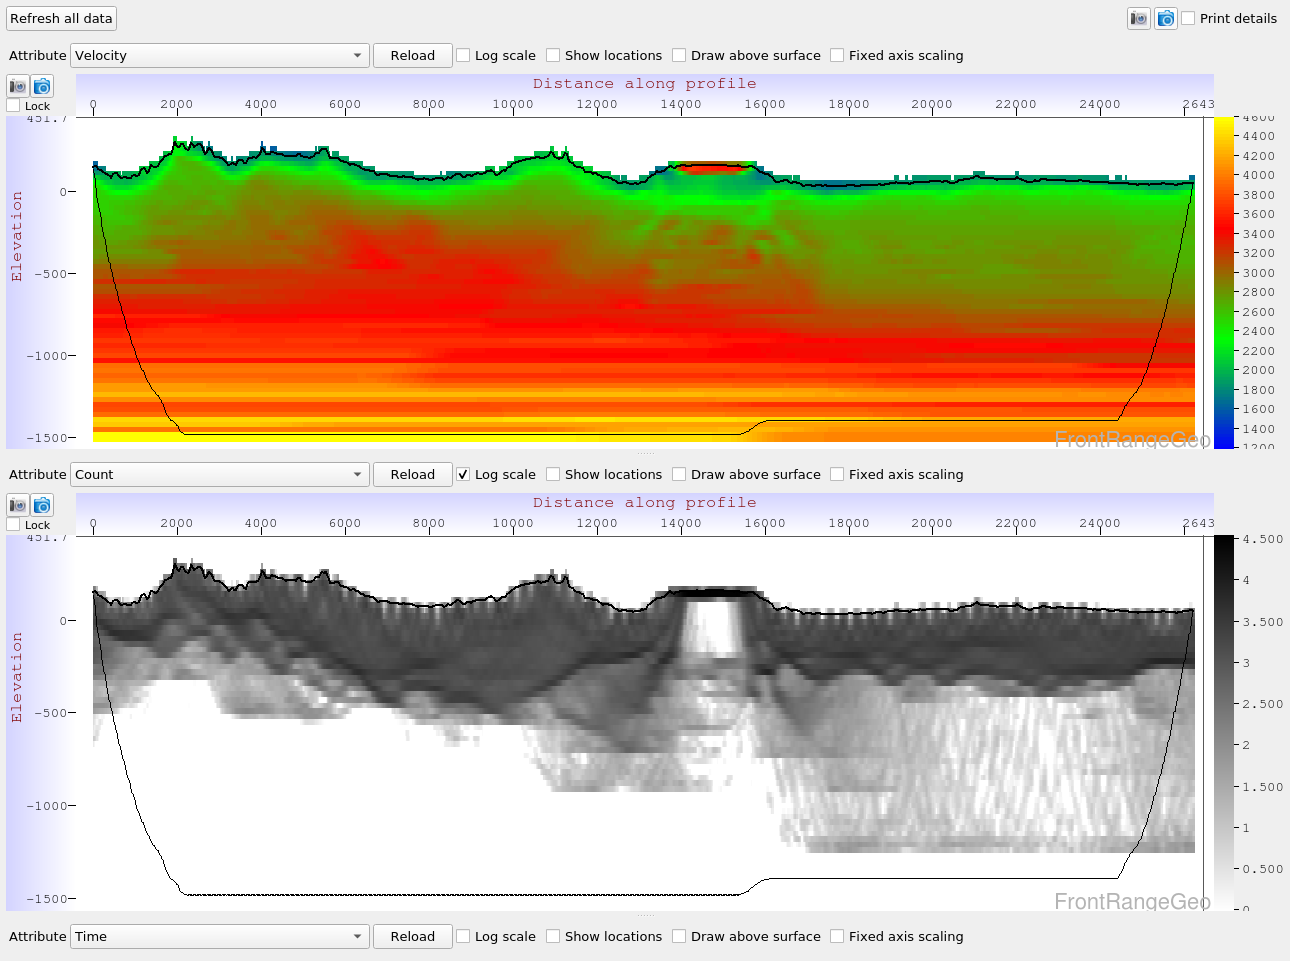 Refresh all data
Print details
Attribute Velocity Reload Log scale Show locations Draw above surface Fixed axis scaling
Lock
Distance along profile
0 2000 4000 6000 8000 10000 12000 14000 16000 18000 20000 22000 24000 2643
451.7
0
-500
-1000
-1500
Elevation
4600
4400
4200
4000
3800
3600
3400
3200
3000
2800
2600
2400
2200
2000
1800
1600
1400
1200
FrontRangeGeo
Attribute Count Reload Log scale Show locations Draw above surface Fixed axis scaling
Lock
Distance along profile
0 2000 4000 6000 8000 10000 12000 14000 16000 18000 20000 22000 24000 2643
451.7
0
-500
-1000
-1500
Elevation
4.500
4
3.500
3
2.500
2
1.500
1
0.500
0
FrontRangeGeo
Attribute Time Reload Log scale Show locations Draw above surface Fixed axis scaling